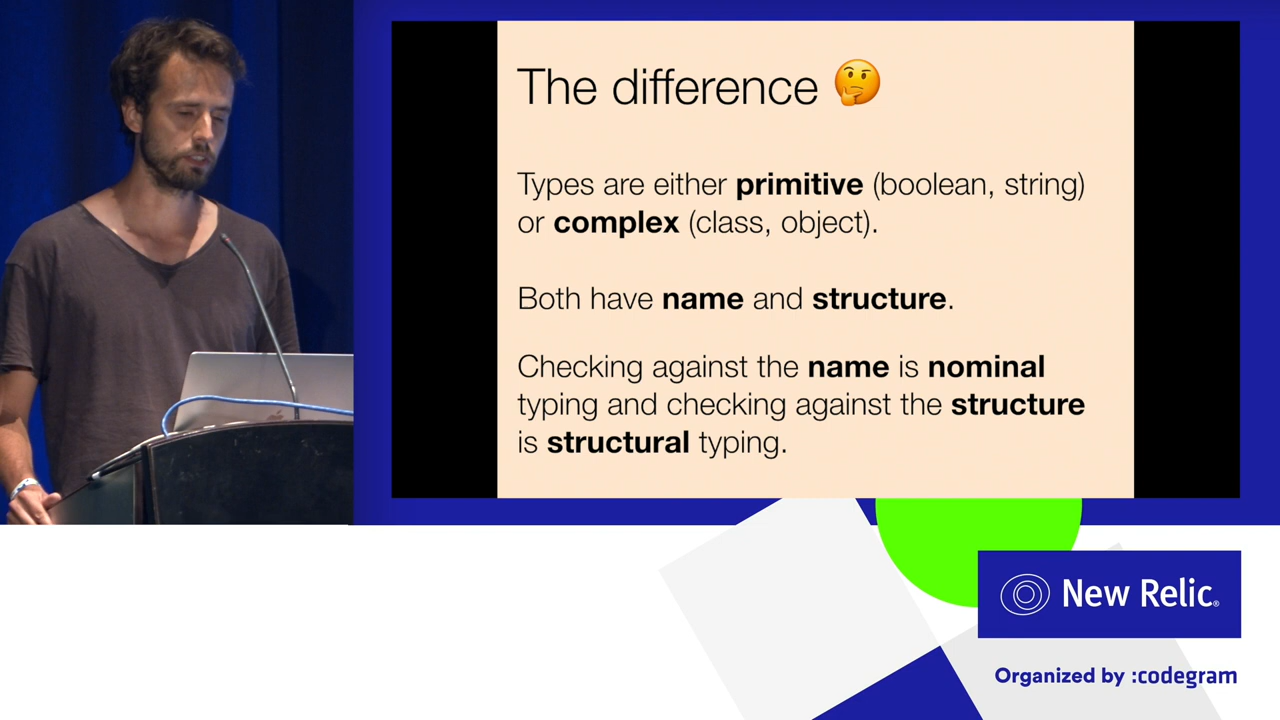 The difference 🤔
Types are either primitive (boolean, string)
or complex (class, object).
Both have name and structure.
Checking against the name is nominal
typing and checking against the structure
is structural typing.
New Relic®
Organized by :codegram